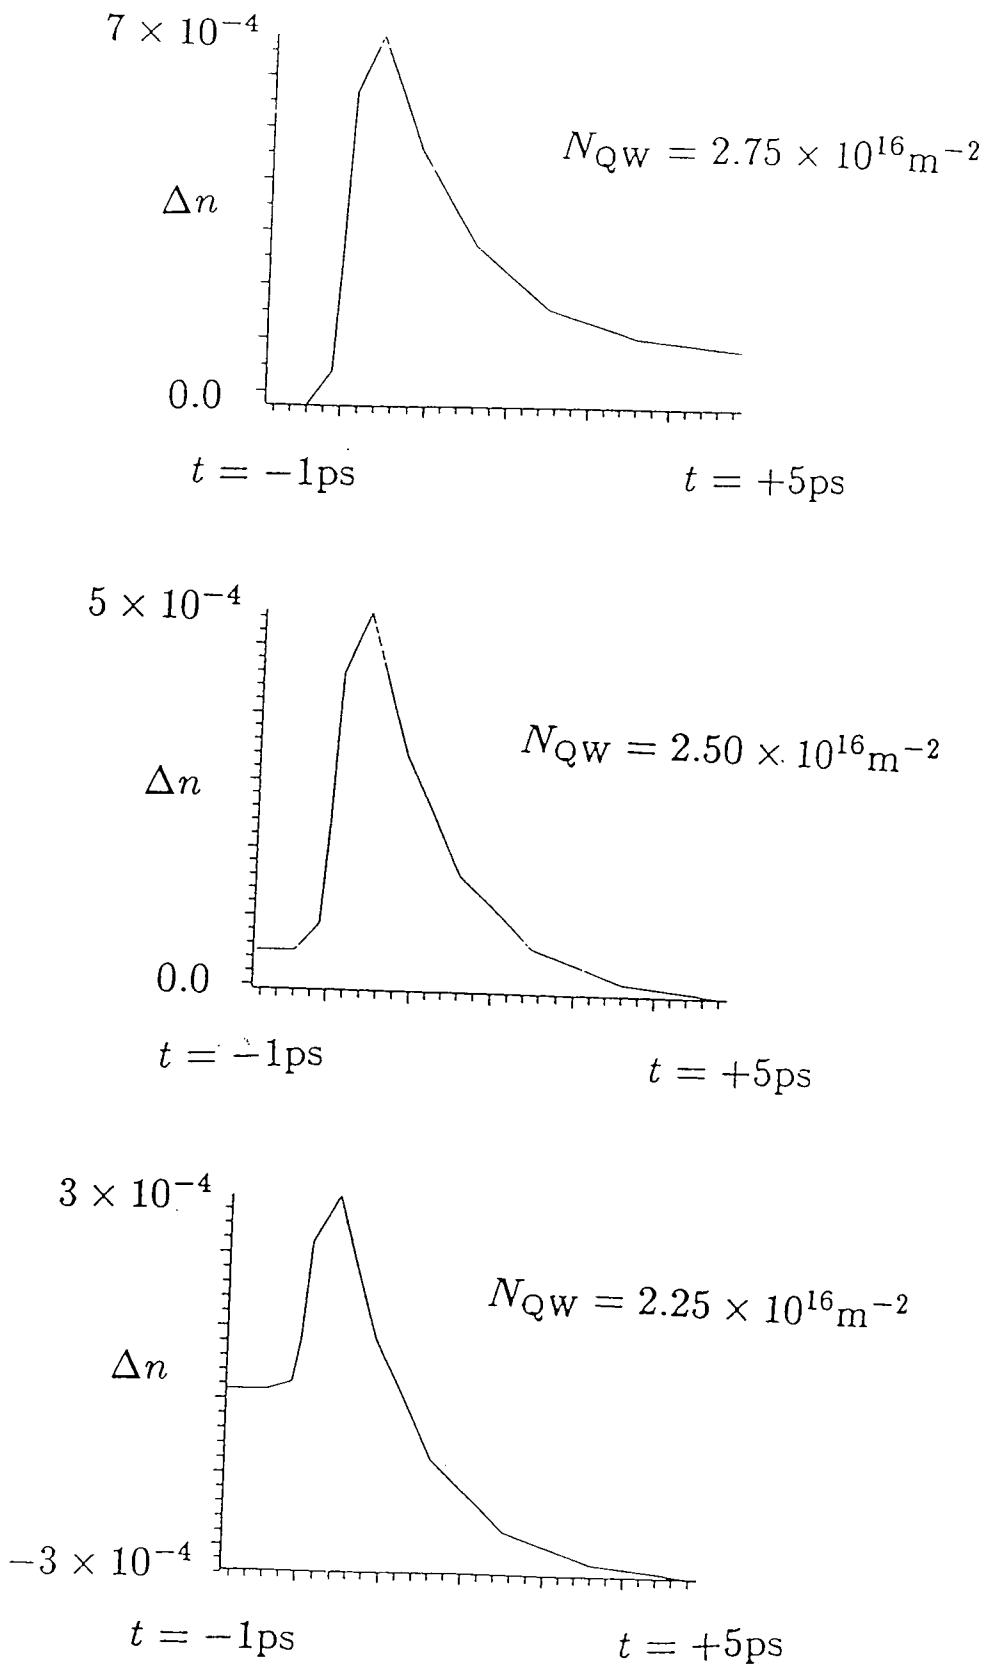 7 × 10⁻⁴
N_QW = 2.75 × 10¹⁶m⁻²
Δn
0.0
t = −1ps t = +5ps
5 × 10⁻⁴
N_QW = 2.50 × 10¹⁶m⁻²
Δn
0.0
t = −1ps t = +5ps
3 × 10⁻⁴
N_QW = 2.25 × 10¹⁶m⁻²
Δn
−3 × 10⁻⁴
t = −1ps t = +5ps